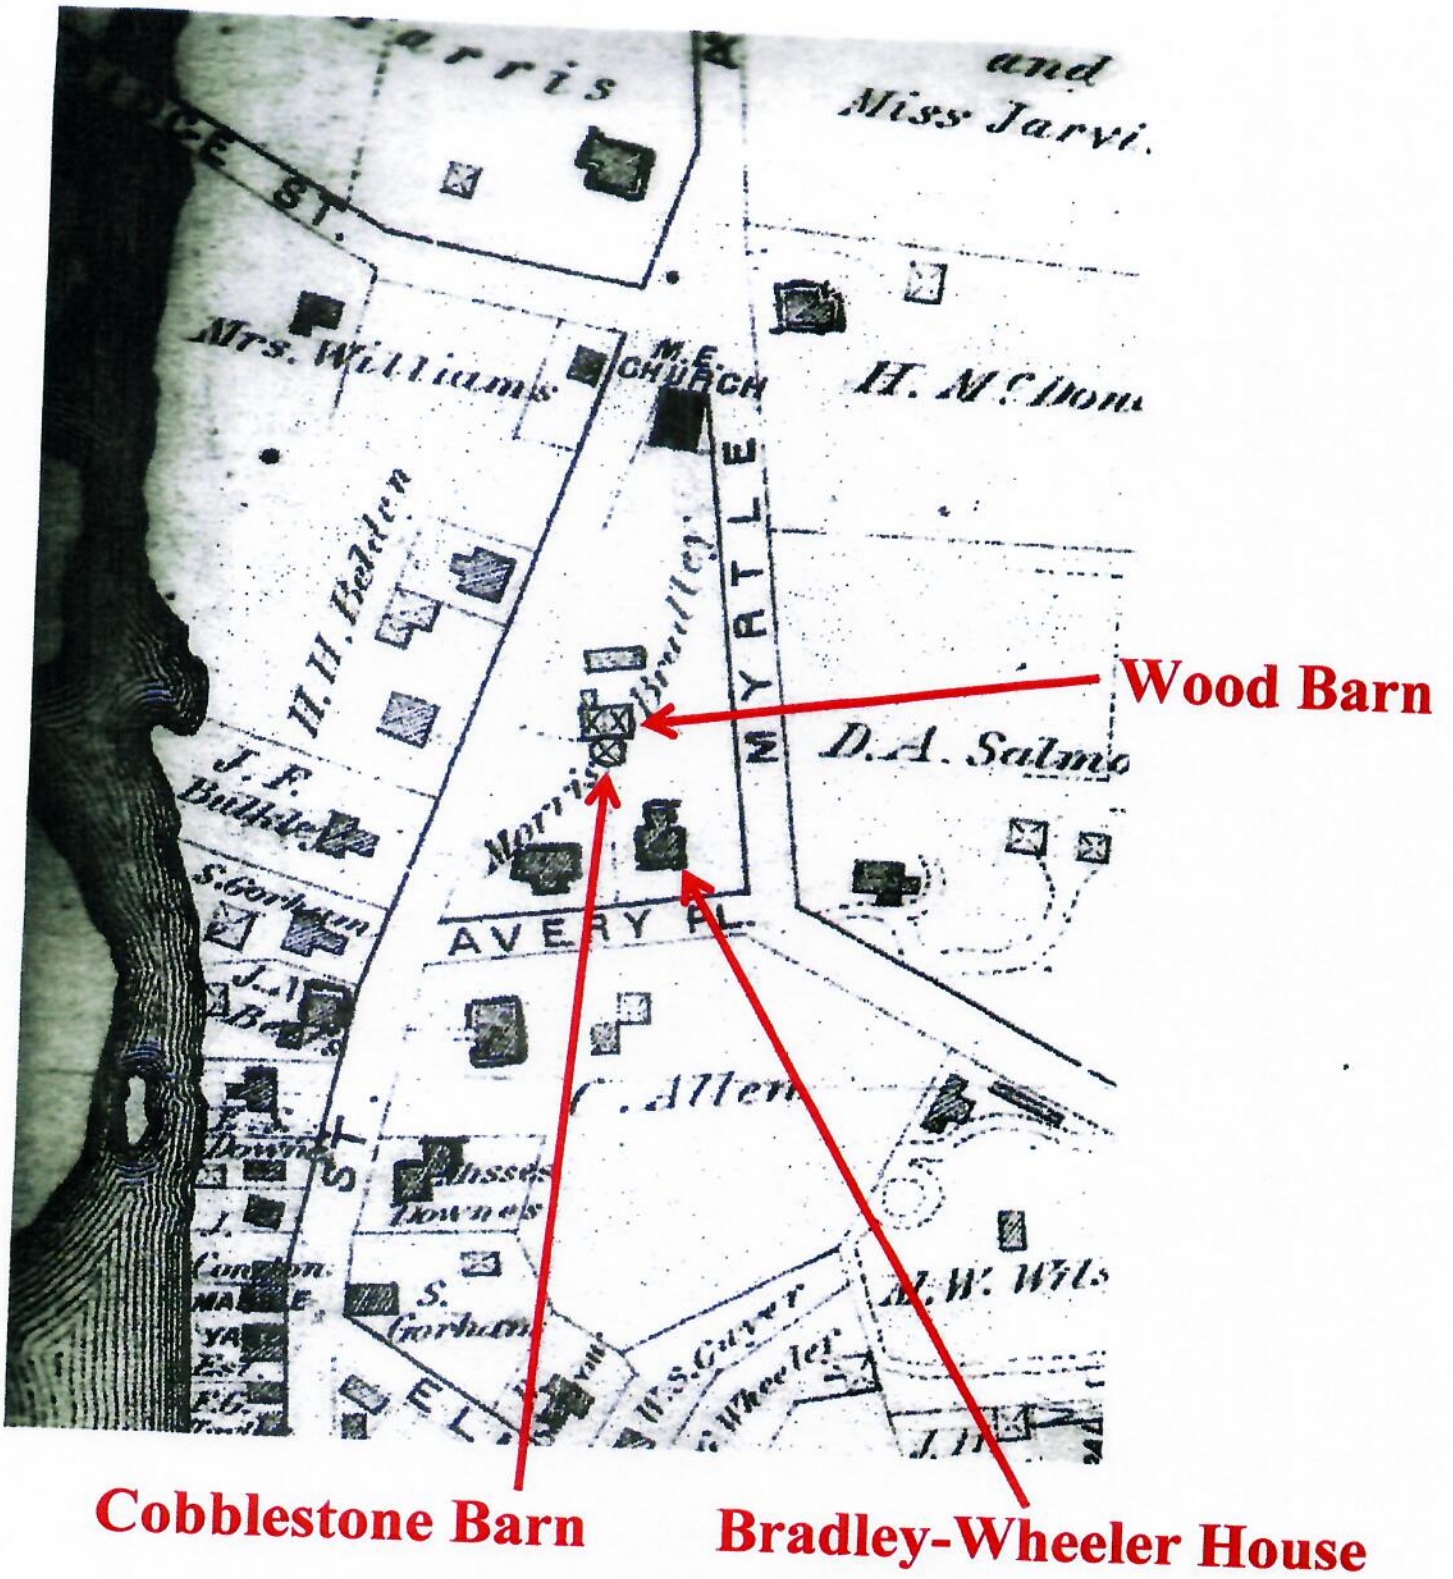 arris
and
Miss Jarvi.
ST.
Mrs. Williams
M.E.
CHURCH
H. McDon
MYRTLE
H.H. Belden
Morris Bradley
Wood Barn
D.A. Salmo
J. F.
Bulkley
S. Gorham
AVERY PL.
C. Allen
ST
Downes
J.
S.
Gorham
W.S. Guyer
Wheeler
N.W. Wils
EL
J. H.
Cobblestone Barn
Bradley-Wheeler House